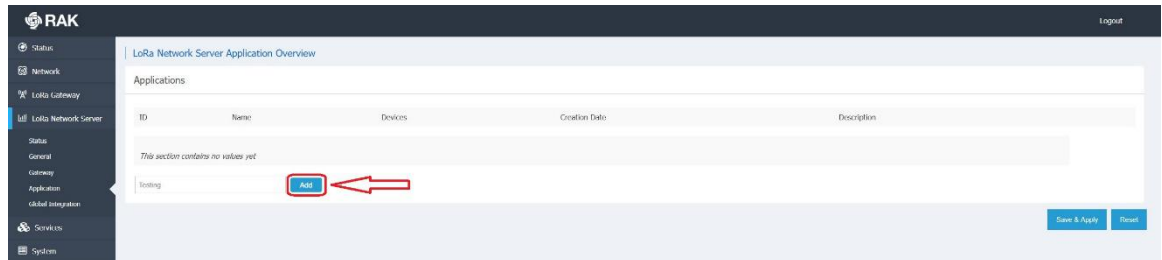 RAK
Logout
Status
Network
LoRa Gateway
LoRa Network Server
Status
General
Gateway
Application
Global Integration
Services
System
LoRa Network Server Application Overview
Applications
ID Name Devices Creation Date Description
This section contains no values yet
Testing Add
Save & Apply Reset